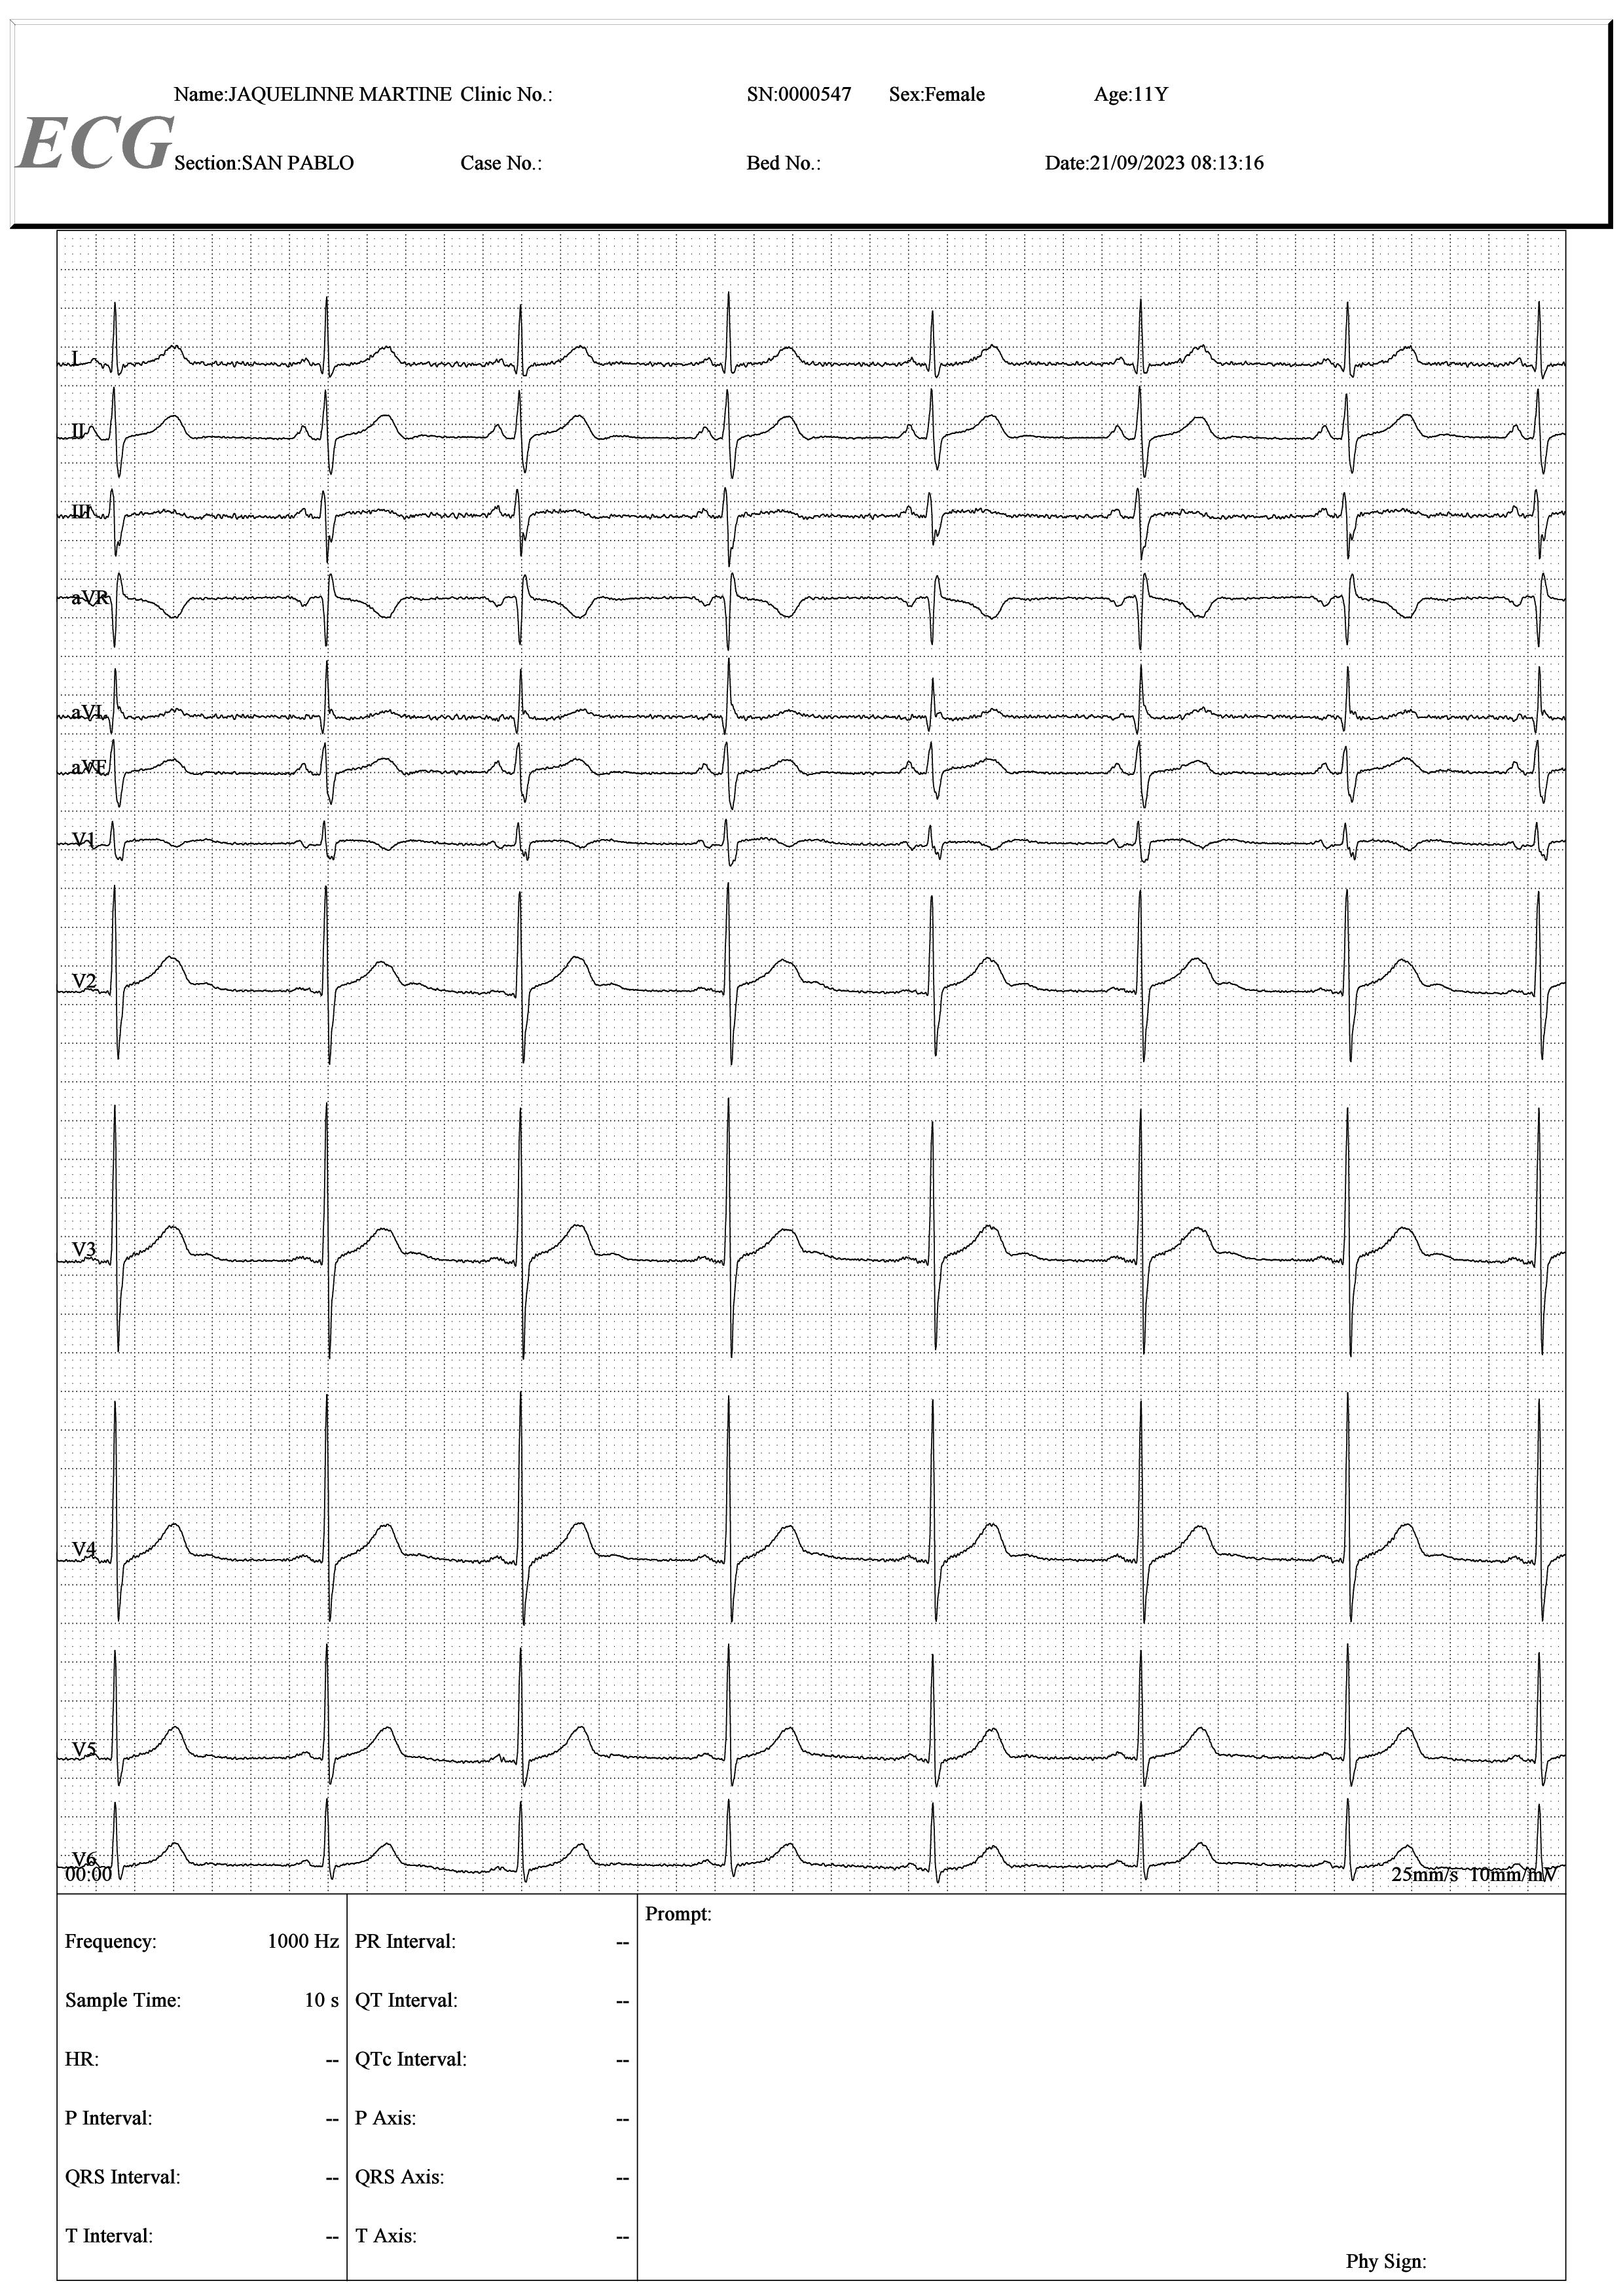 Name:JAQUELINNE MARTINE Clinic No.: SN:0000547 Sex:Female Age:11Y
ECG
Section:SAN PABLO Case No.: Bed No.: Date:21/09/2023 08:13:16
I
II
III
aVR
aVL
aVF
V1
V2
V3
V4
V5
V6
00:00 25mm/s 10mm/mV
Frequency: 1000 Hz PR Interval: -- Prompt:
Sample Time: 10 s QT Interval: --
HR: -- QTc Interval: --
P Interval: -- P Axis: --
QRS Interval: -- QRS Axis: --
T Interval: -- T Axis: --
Phy Sign: